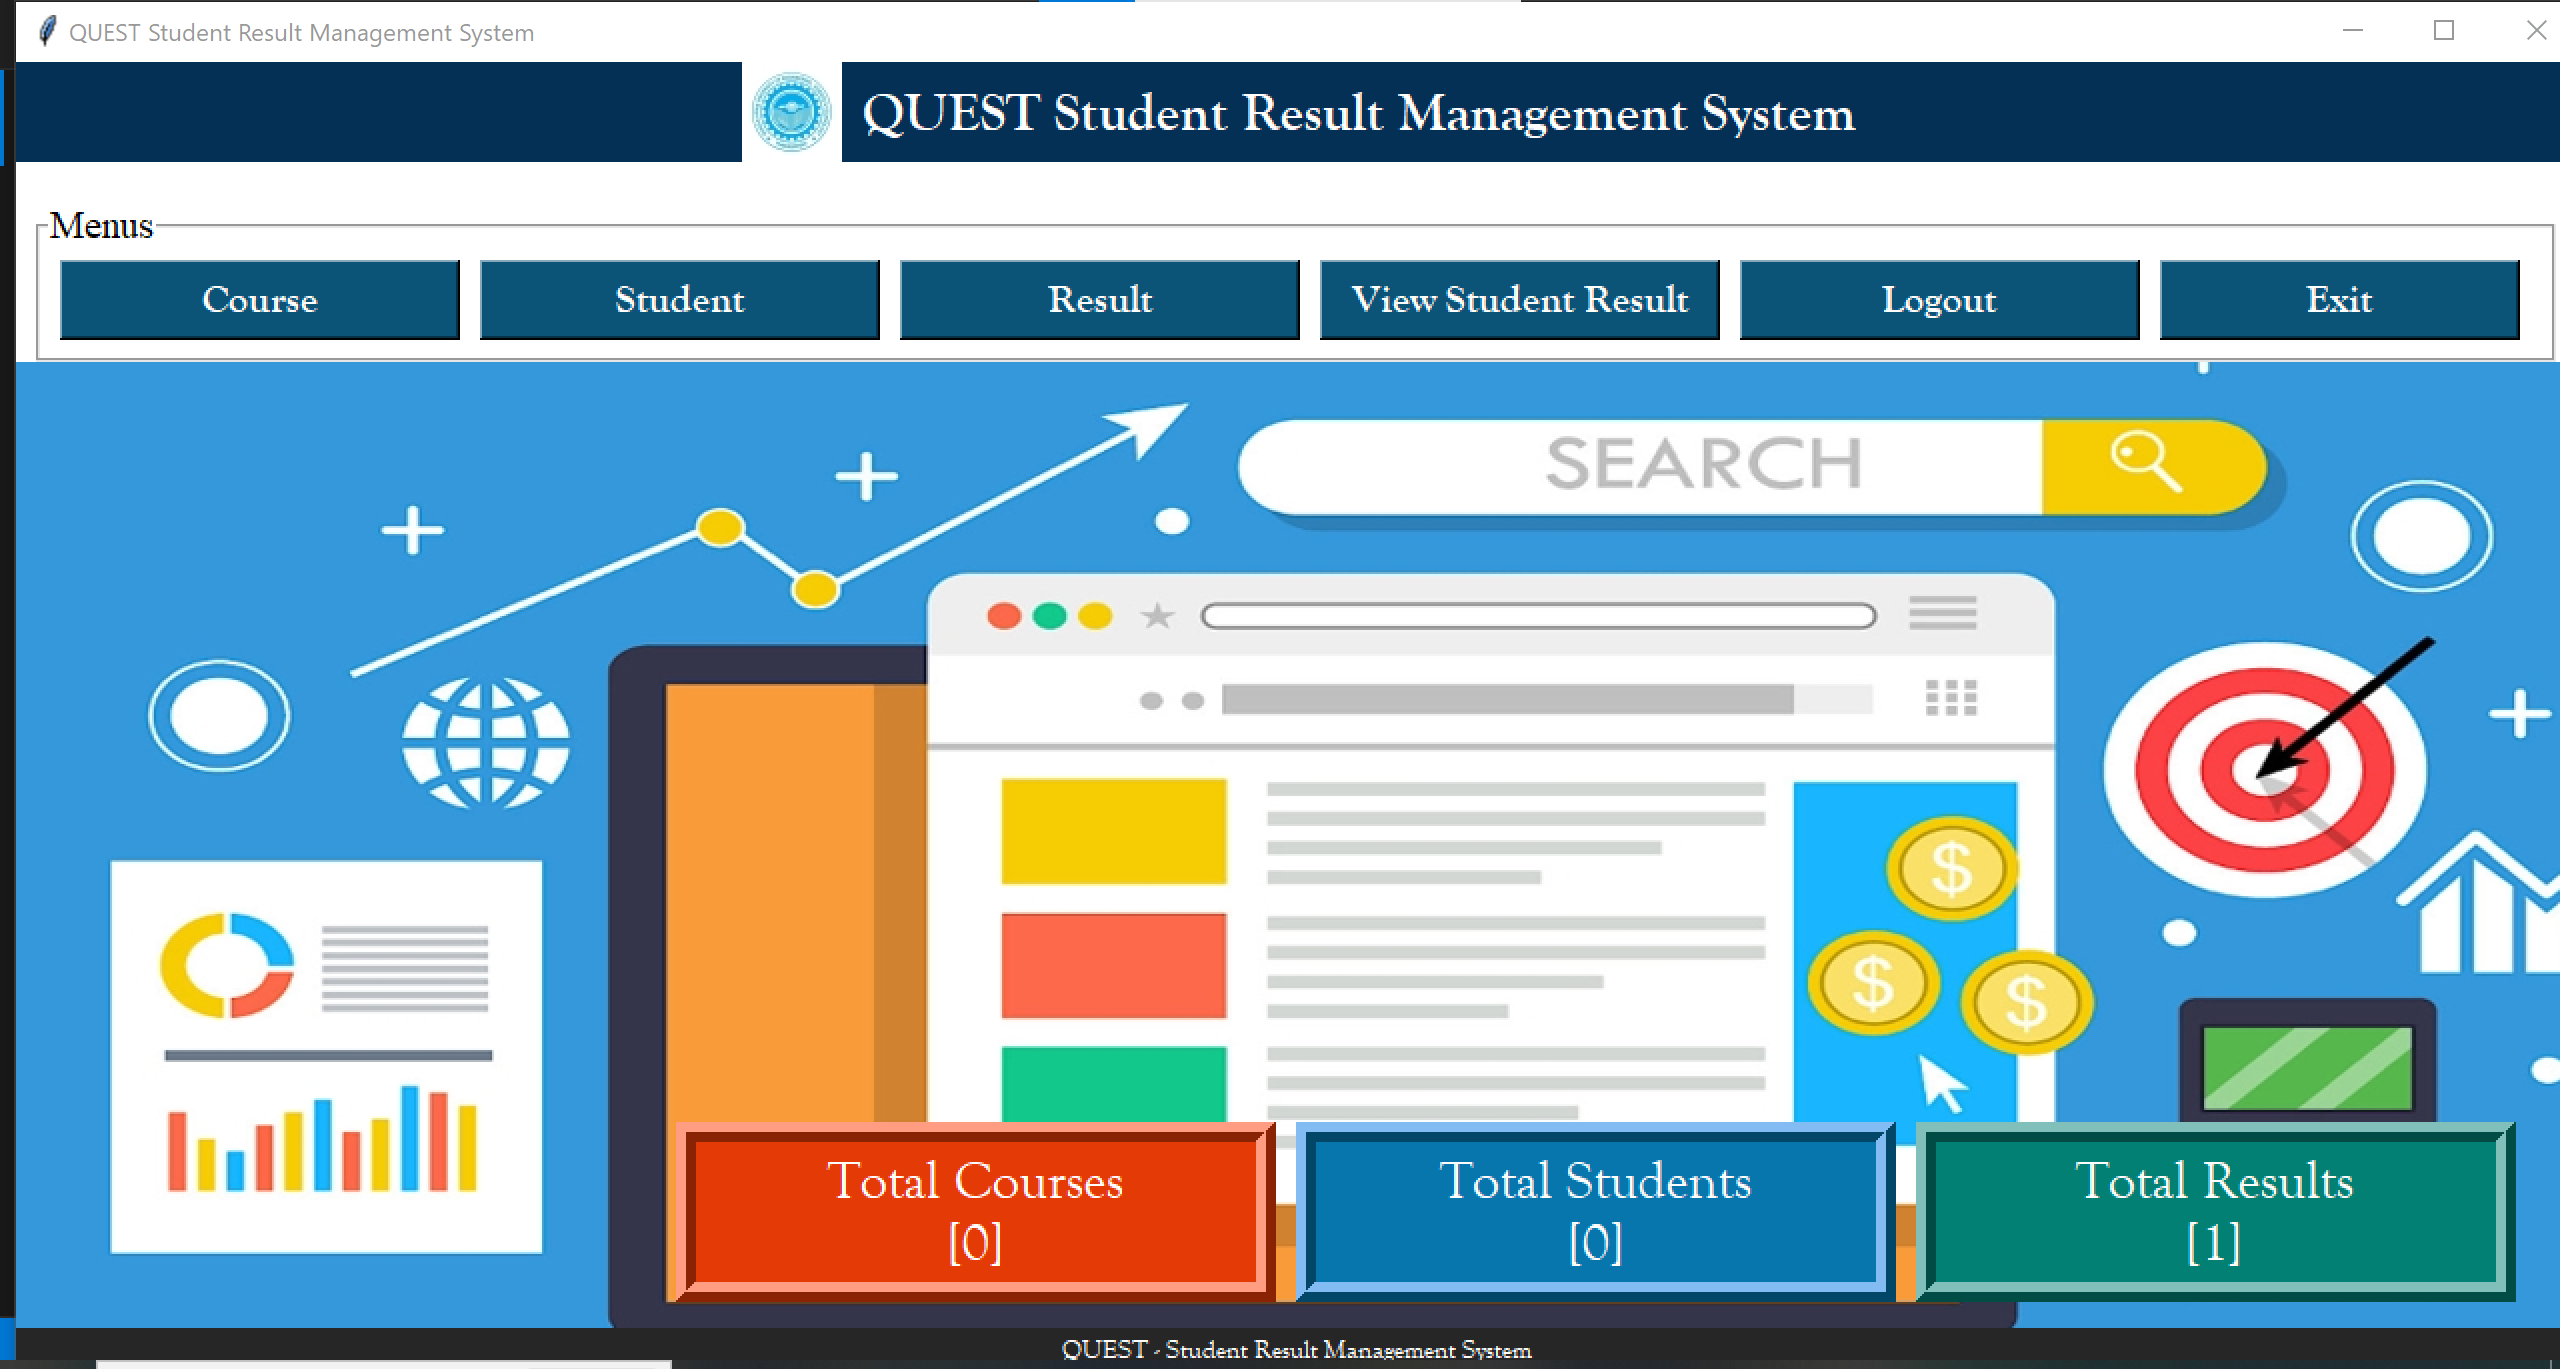 QUEST Student Result Management System
QUEST Student Result Management System
Menus
Course
Student
Result
View Student Result
Logout
Exit
SEARCH
$
$
$
Total Courses
[0]
Total Students
[0]
Total Results
[1]
QUEST - Student Result Management System